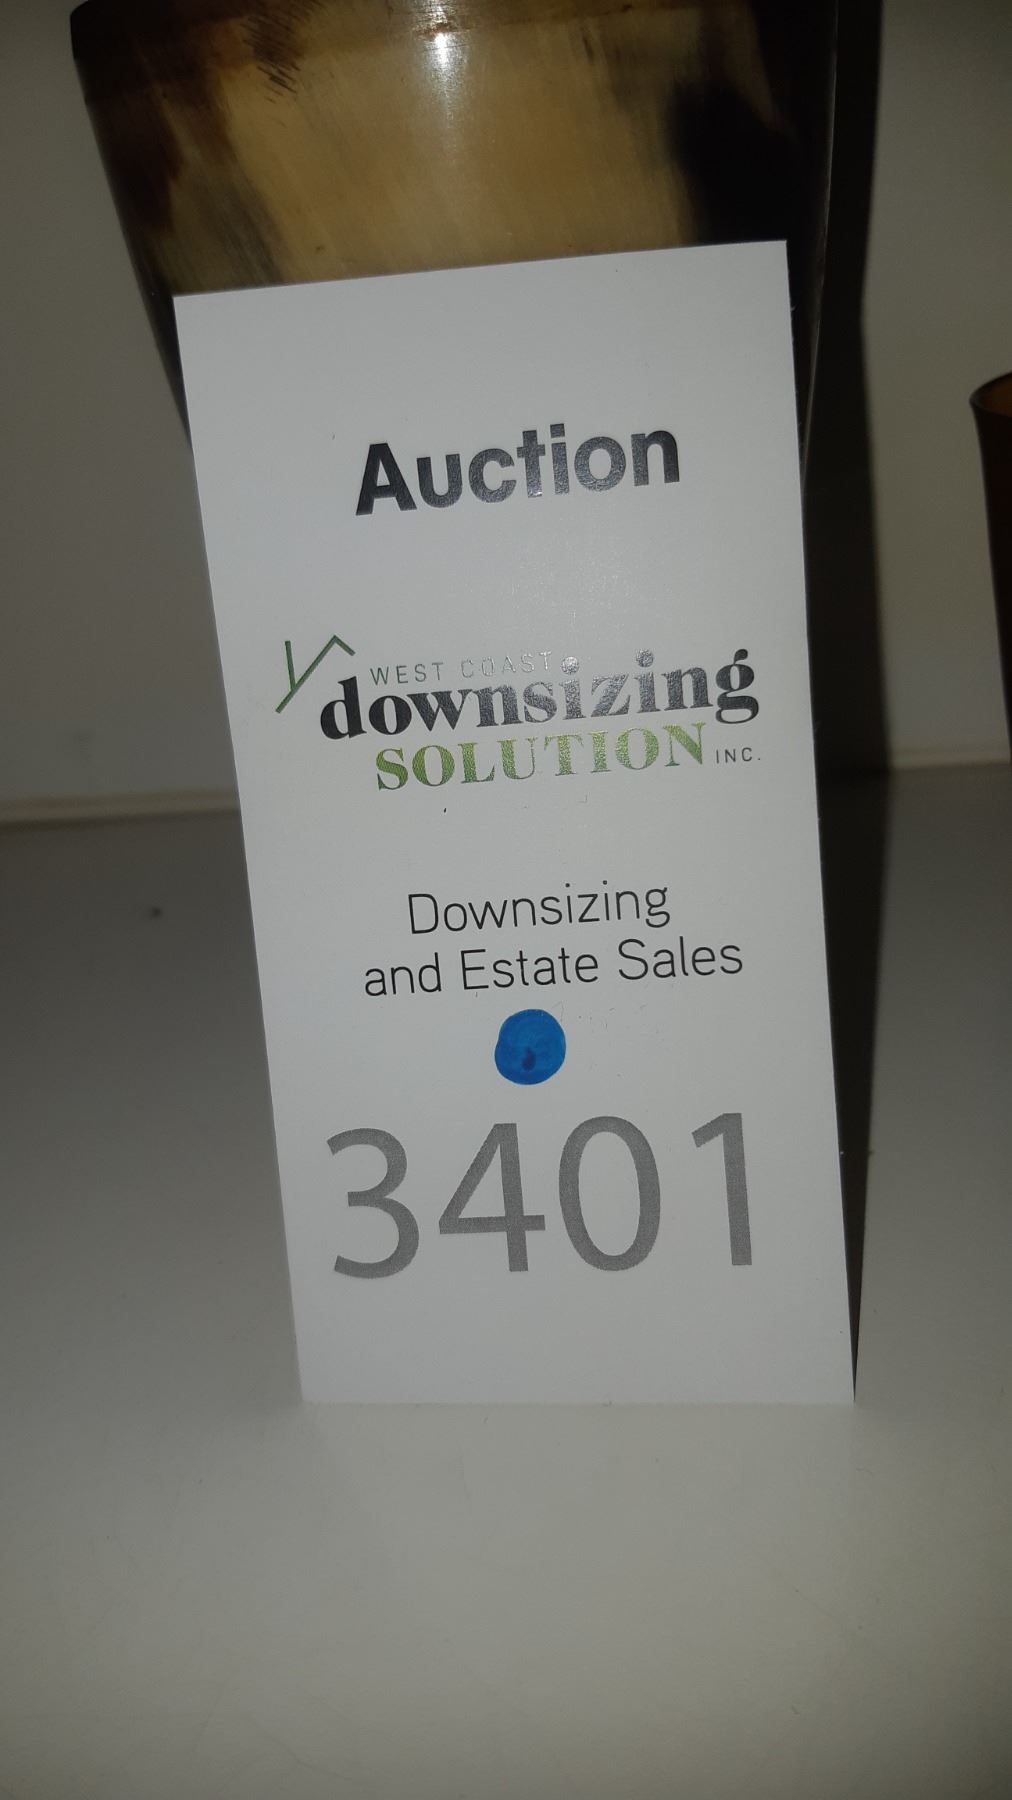 Auction
WEST COAST
downsizing
SOLUTION INC.
Downsizing
and Estate Sales
3401